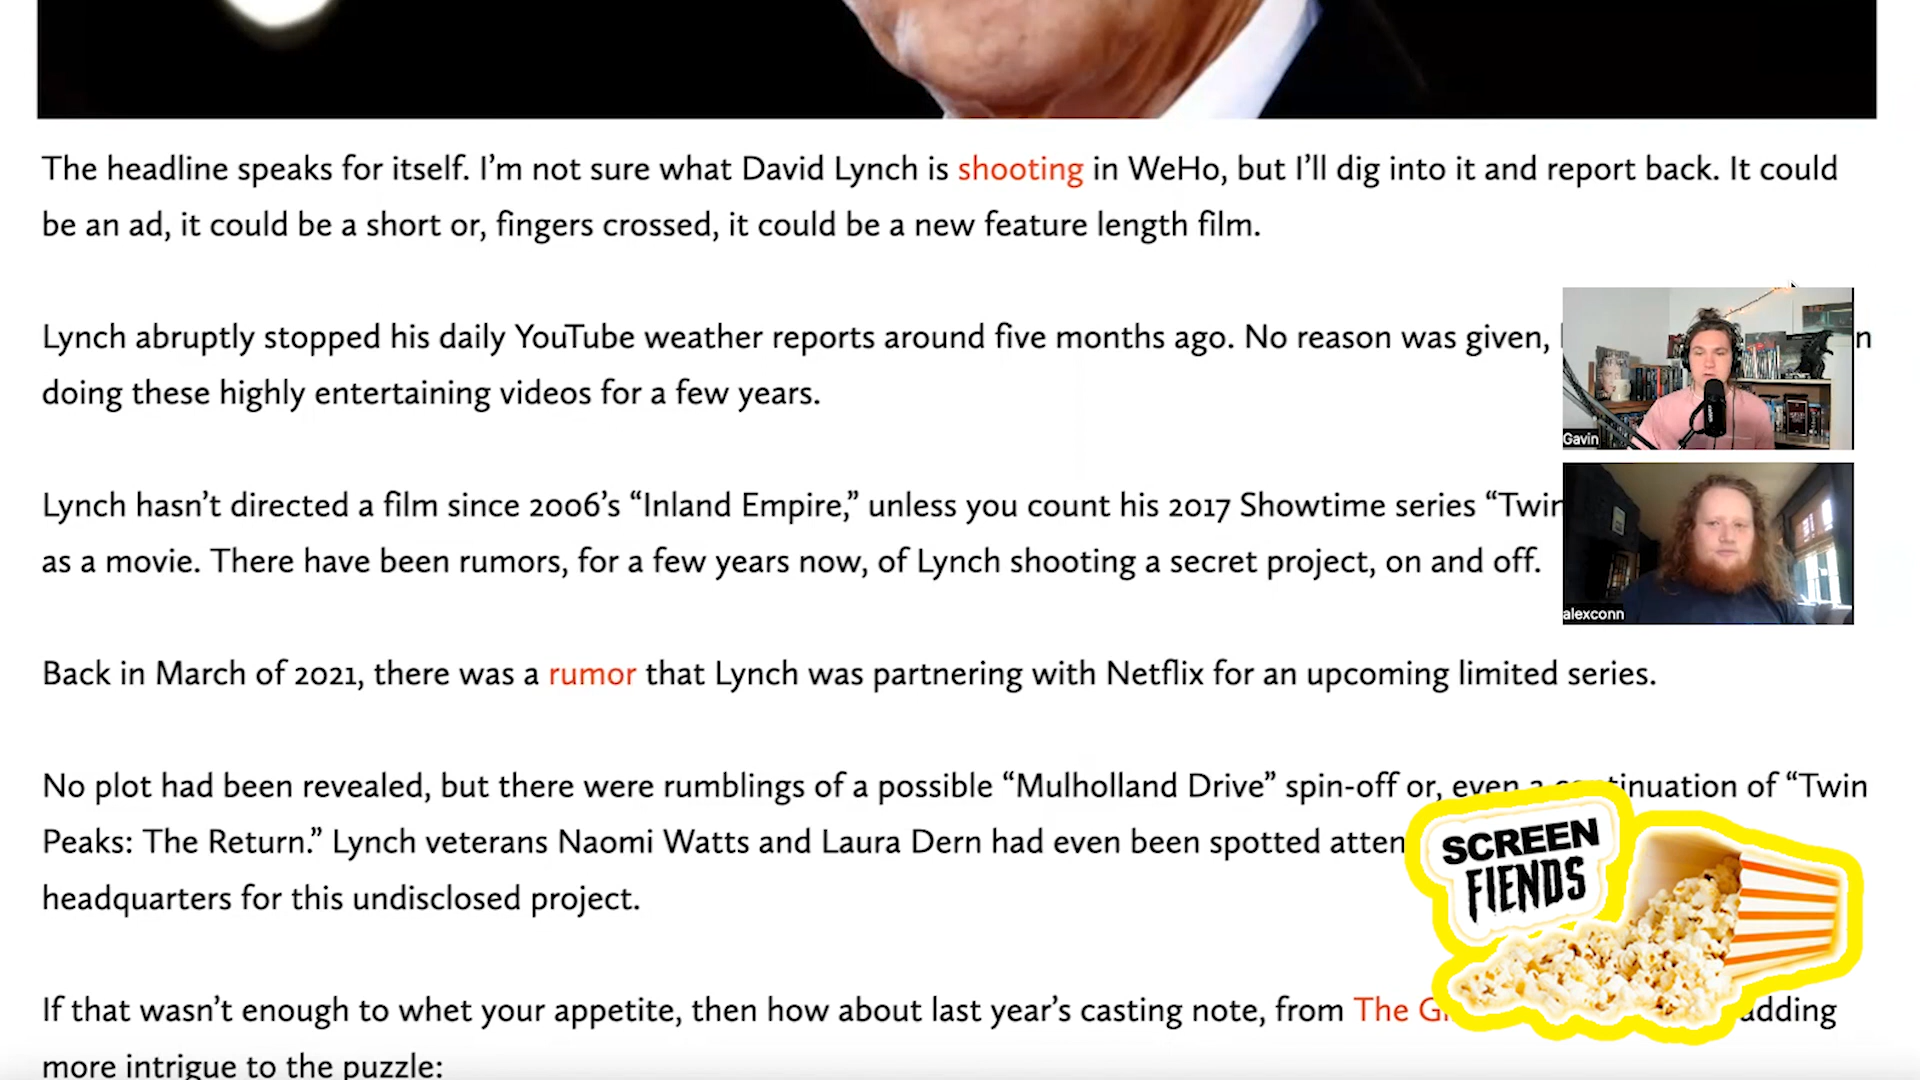 The headline speaks for itself. I’m not sure what David Lynch is shooting in WeHo, but I’ll dig into it and report back. It could
be an ad, it could be a short or, fingers crossed, it could be a new feature length film.
Lynch abruptly stopped his daily YouTube weather reports around five months ago. No reason was given,
doing these highly entertaining videos for a few years.
Gavin
Lynch hasn’t directed a film since 2006’s “Inland Empire,” unless you count his 2017 Showtime series “Twin
as a movie. There have been rumors, for a few years now, of Lynch shooting a secret project, on and off.
alexconn
Back in March of 2021, there was a rumor that Lynch was partnering with Netflix for an upcoming limited series.
No plot had been revealed, but there were rumblings of a possible “Mulholland Drive” spin-off or, even a continuation of “Twin
Peaks: The Return.” Lynch veterans Naomi Watts and Laura Dern had even been spotted
headquarters for this undisclosed project.
SCREEN
FIENDS
If that wasn’t enough to whet your appetite, then how about last year’s casting note, from The adding
more intrigue to the puzzle: